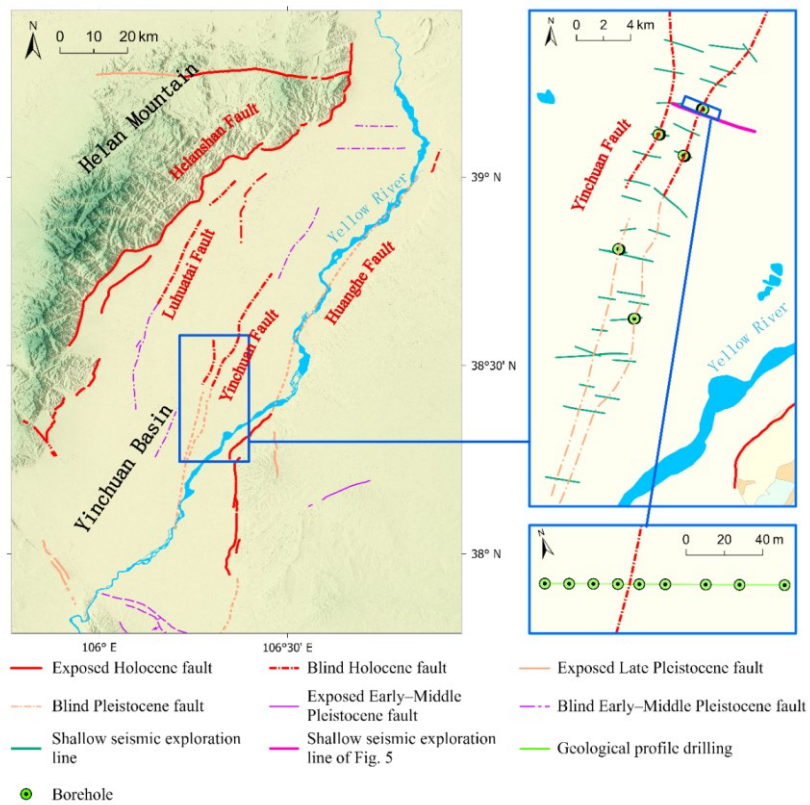 N
0 10 20 km
Helan Mountain
Helanshan Fault
Luhuatai Fault
Yinchuan Fault
Yellow River
Huanghe Fault
Yinchuan Basin
39° N
38°30′ N
38° N
106° E
106°30′ E
N
0 2 4 km
Yinchuan Fault
Yellow River
N
0 20 40 m
Exposed Holocene fault
Blind Holocene fault
Exposed Late Pleistocene fault
Blind Pleistocene fault
Exposed Early–Middle
Pleistocene fault
Blind Early–Middle Pleistocene fault
Shallow seismic exploration
line
Shallow seismic exploration
line of Fig. 5
Geological profile drilling
Borehole